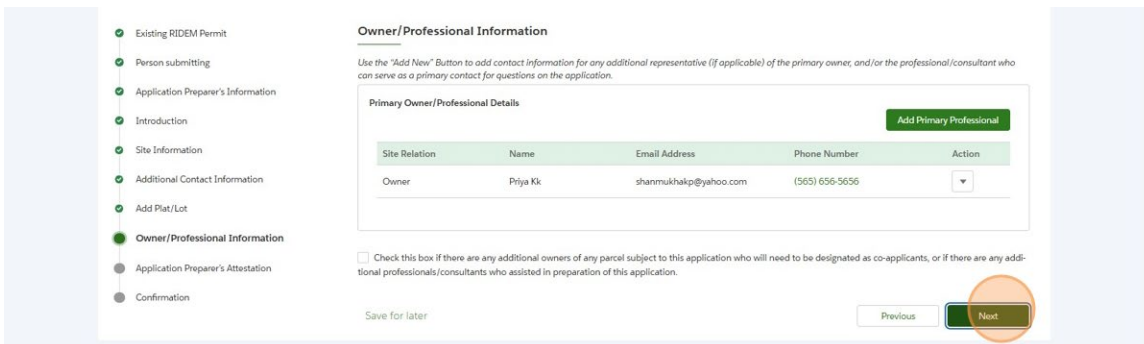 Existing RIDEM Permit
Person submitting
Application Preparer's Information
Introduction
Site Information
Additional Contact Information
Add Plat/Lot
Owner/Professional Information
Application Preparer's Attestation
Confirmation
Owner/Professional Information
Use the "Add New" Button to add contact information for any additional representative (if applicable) of the primary owner, and/or the professional/consultant who
can serve as a primary contact for questions on the application.
Primary Owner/Professional Details
Add Primary Professional
Site Relation Name Email Address Phone Number Action
Owner Priya Kk shanmukhakp@yahoo.com (565) 656-5656
Check this box if there are any additional owners of any parcel subject to this application who will need to be designated as co-applicants, or if there are any addi-
tional professionals/consultants who assisted in preparation of this application.
Save for later Previous Next